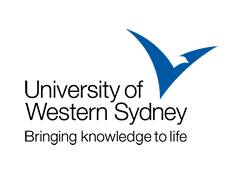 University of
Western Sydney
Bringing knowledge to life